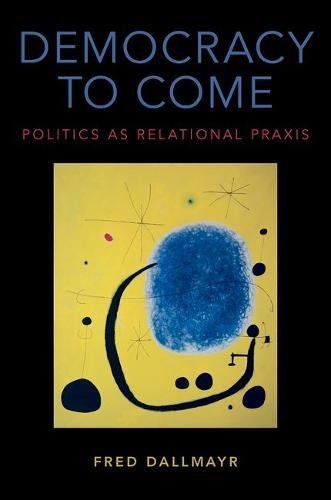 DEMOCRACY
TO COME
POLITICS AS RELATIONAL PRAXIS
FRED DALLMAYR